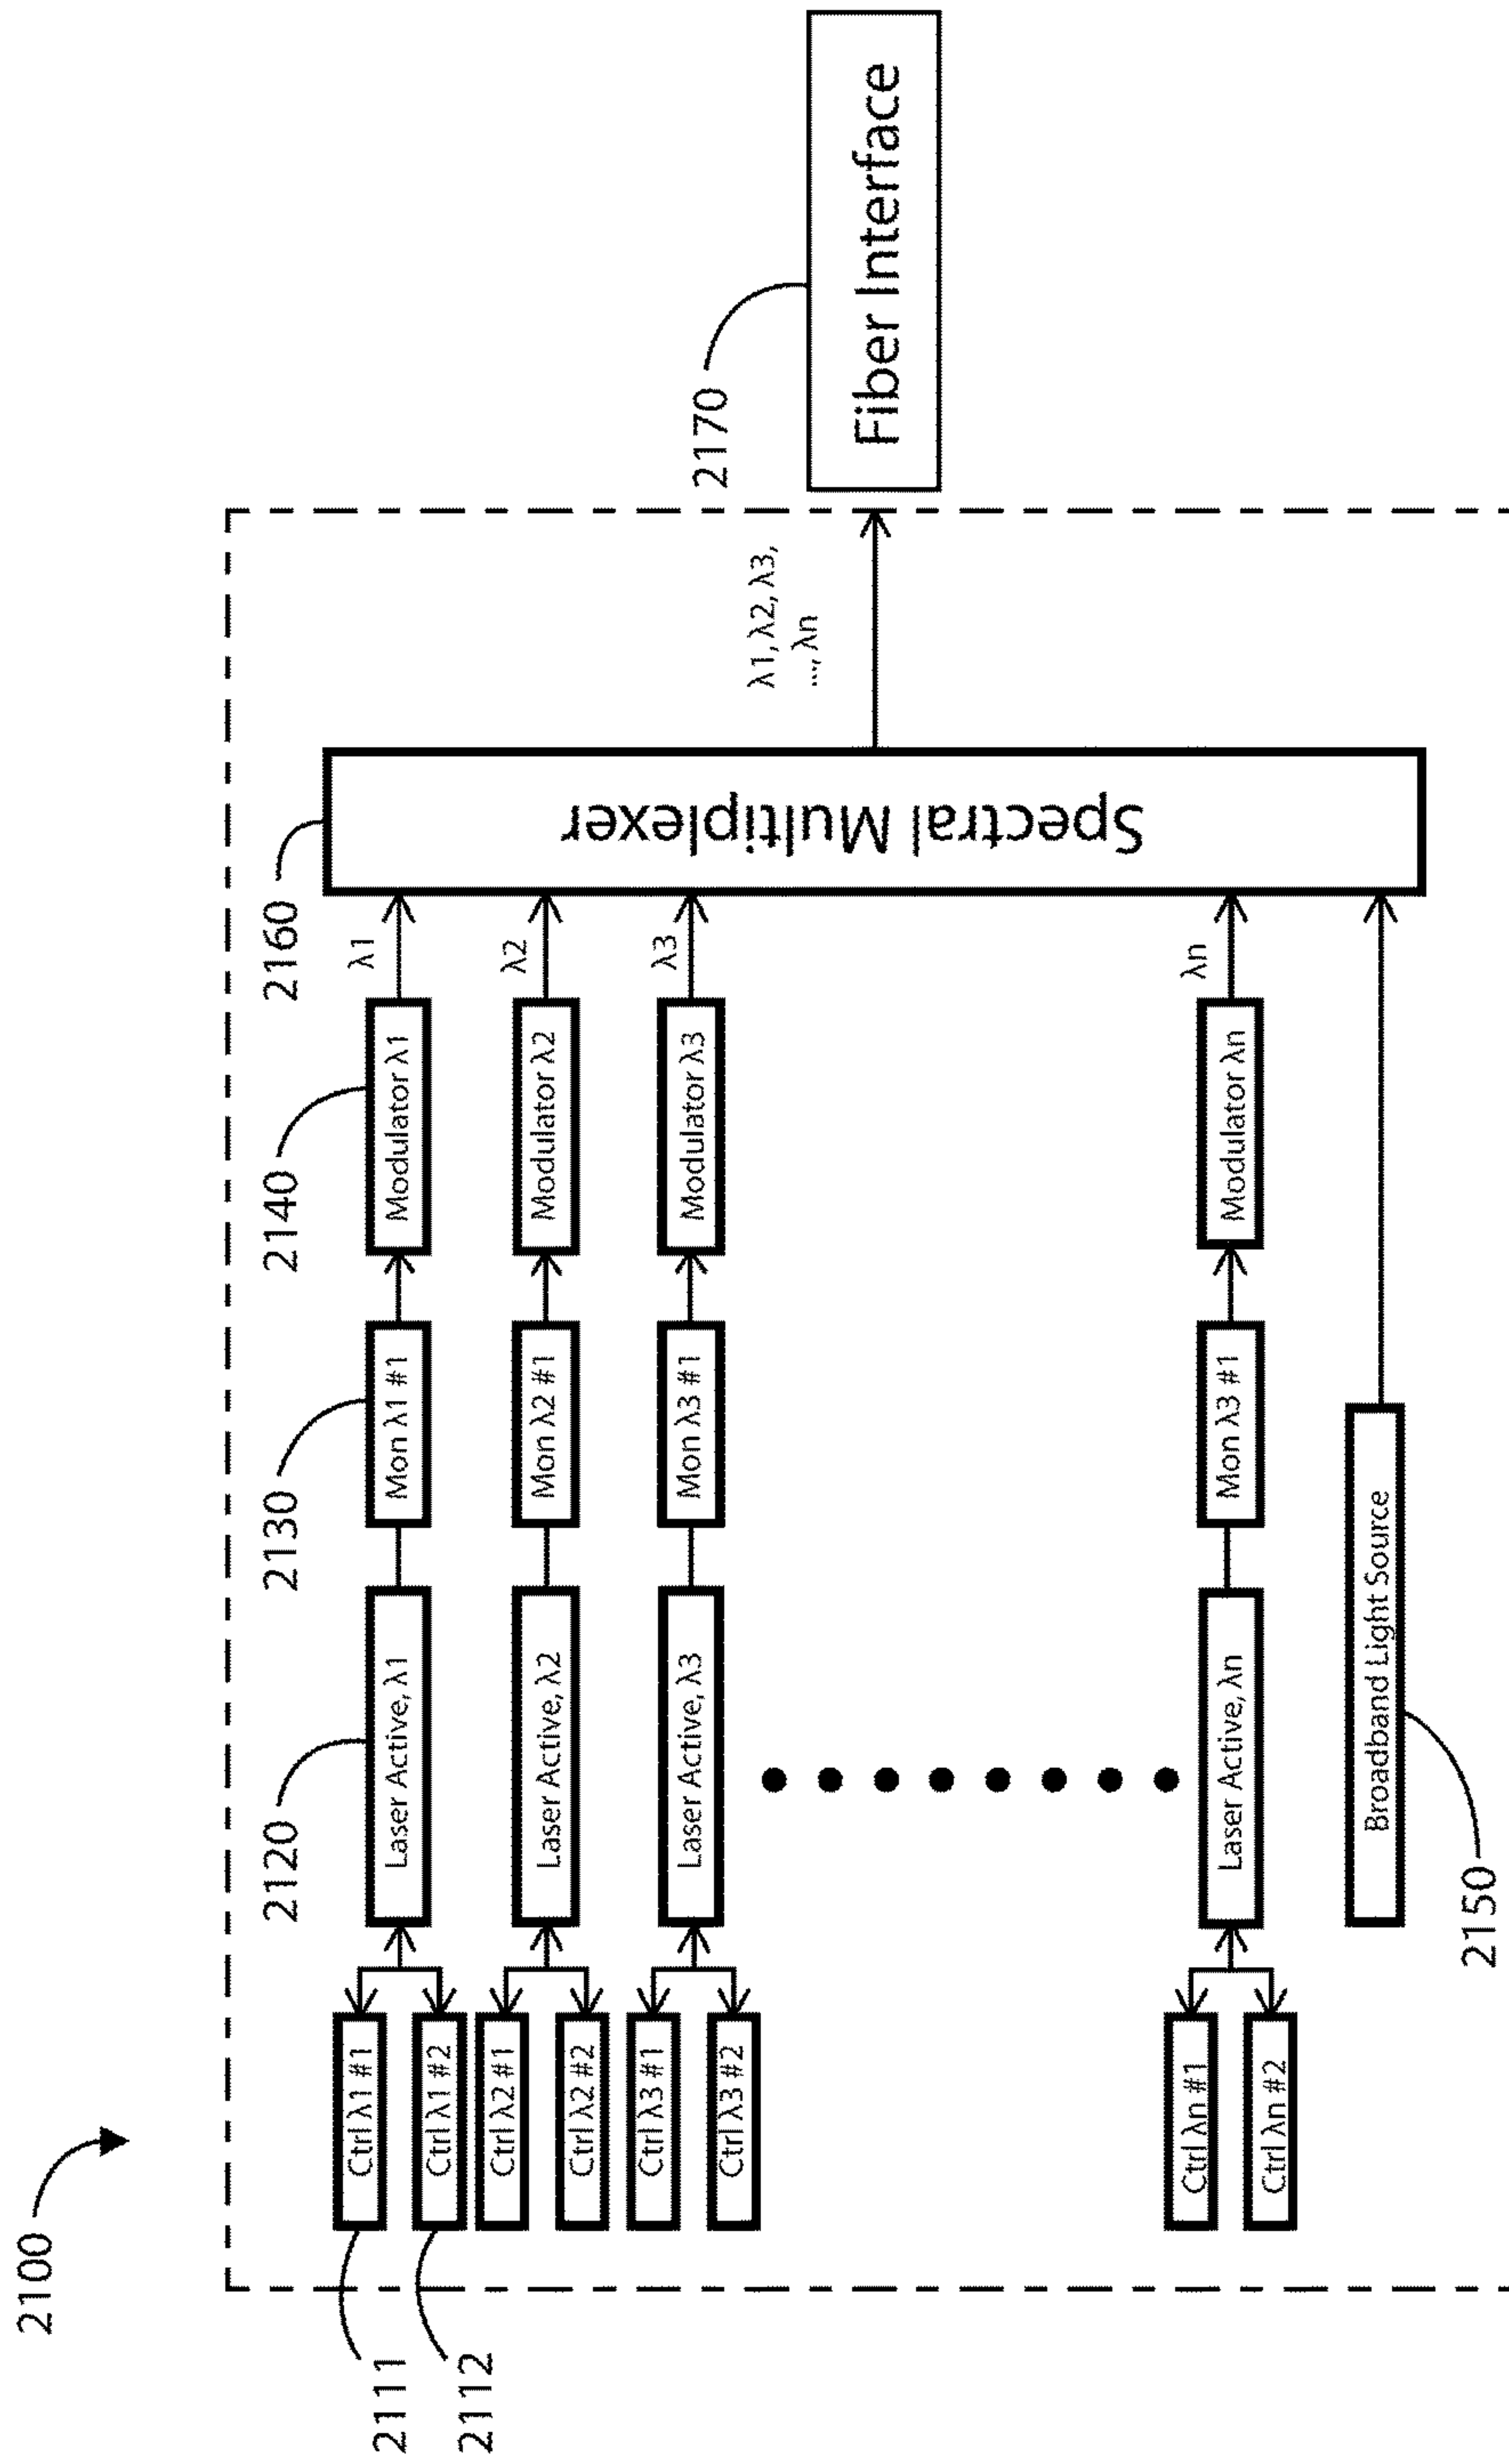 2100
2111
2112
Ctrl λ1 #1
Ctrl λ1 #2
Ctrl λ2 #1
Ctrl λ2 #2
Ctrl λ3 #1
Ctrl λ3 #2
Ctrl λn #1
Ctrl λn #2
2120
Laser Active, λ1
Laser Active, λ2
Laser Active, λ3
Laser Active, λn
2150
Broadband Light Source
2130
Mon λ1 #1
Mon λ2 #1
Mon λ3 #1
Mon λ3 #1
2140
Modulator λ1
Modulator λ2
Modulator λ3
Modulator λn
λ1
λ2
λ3
λn
2160
Spectral Multiplexer
λ1, λ2, λ3,
..., λn
2170
Fiber Interface